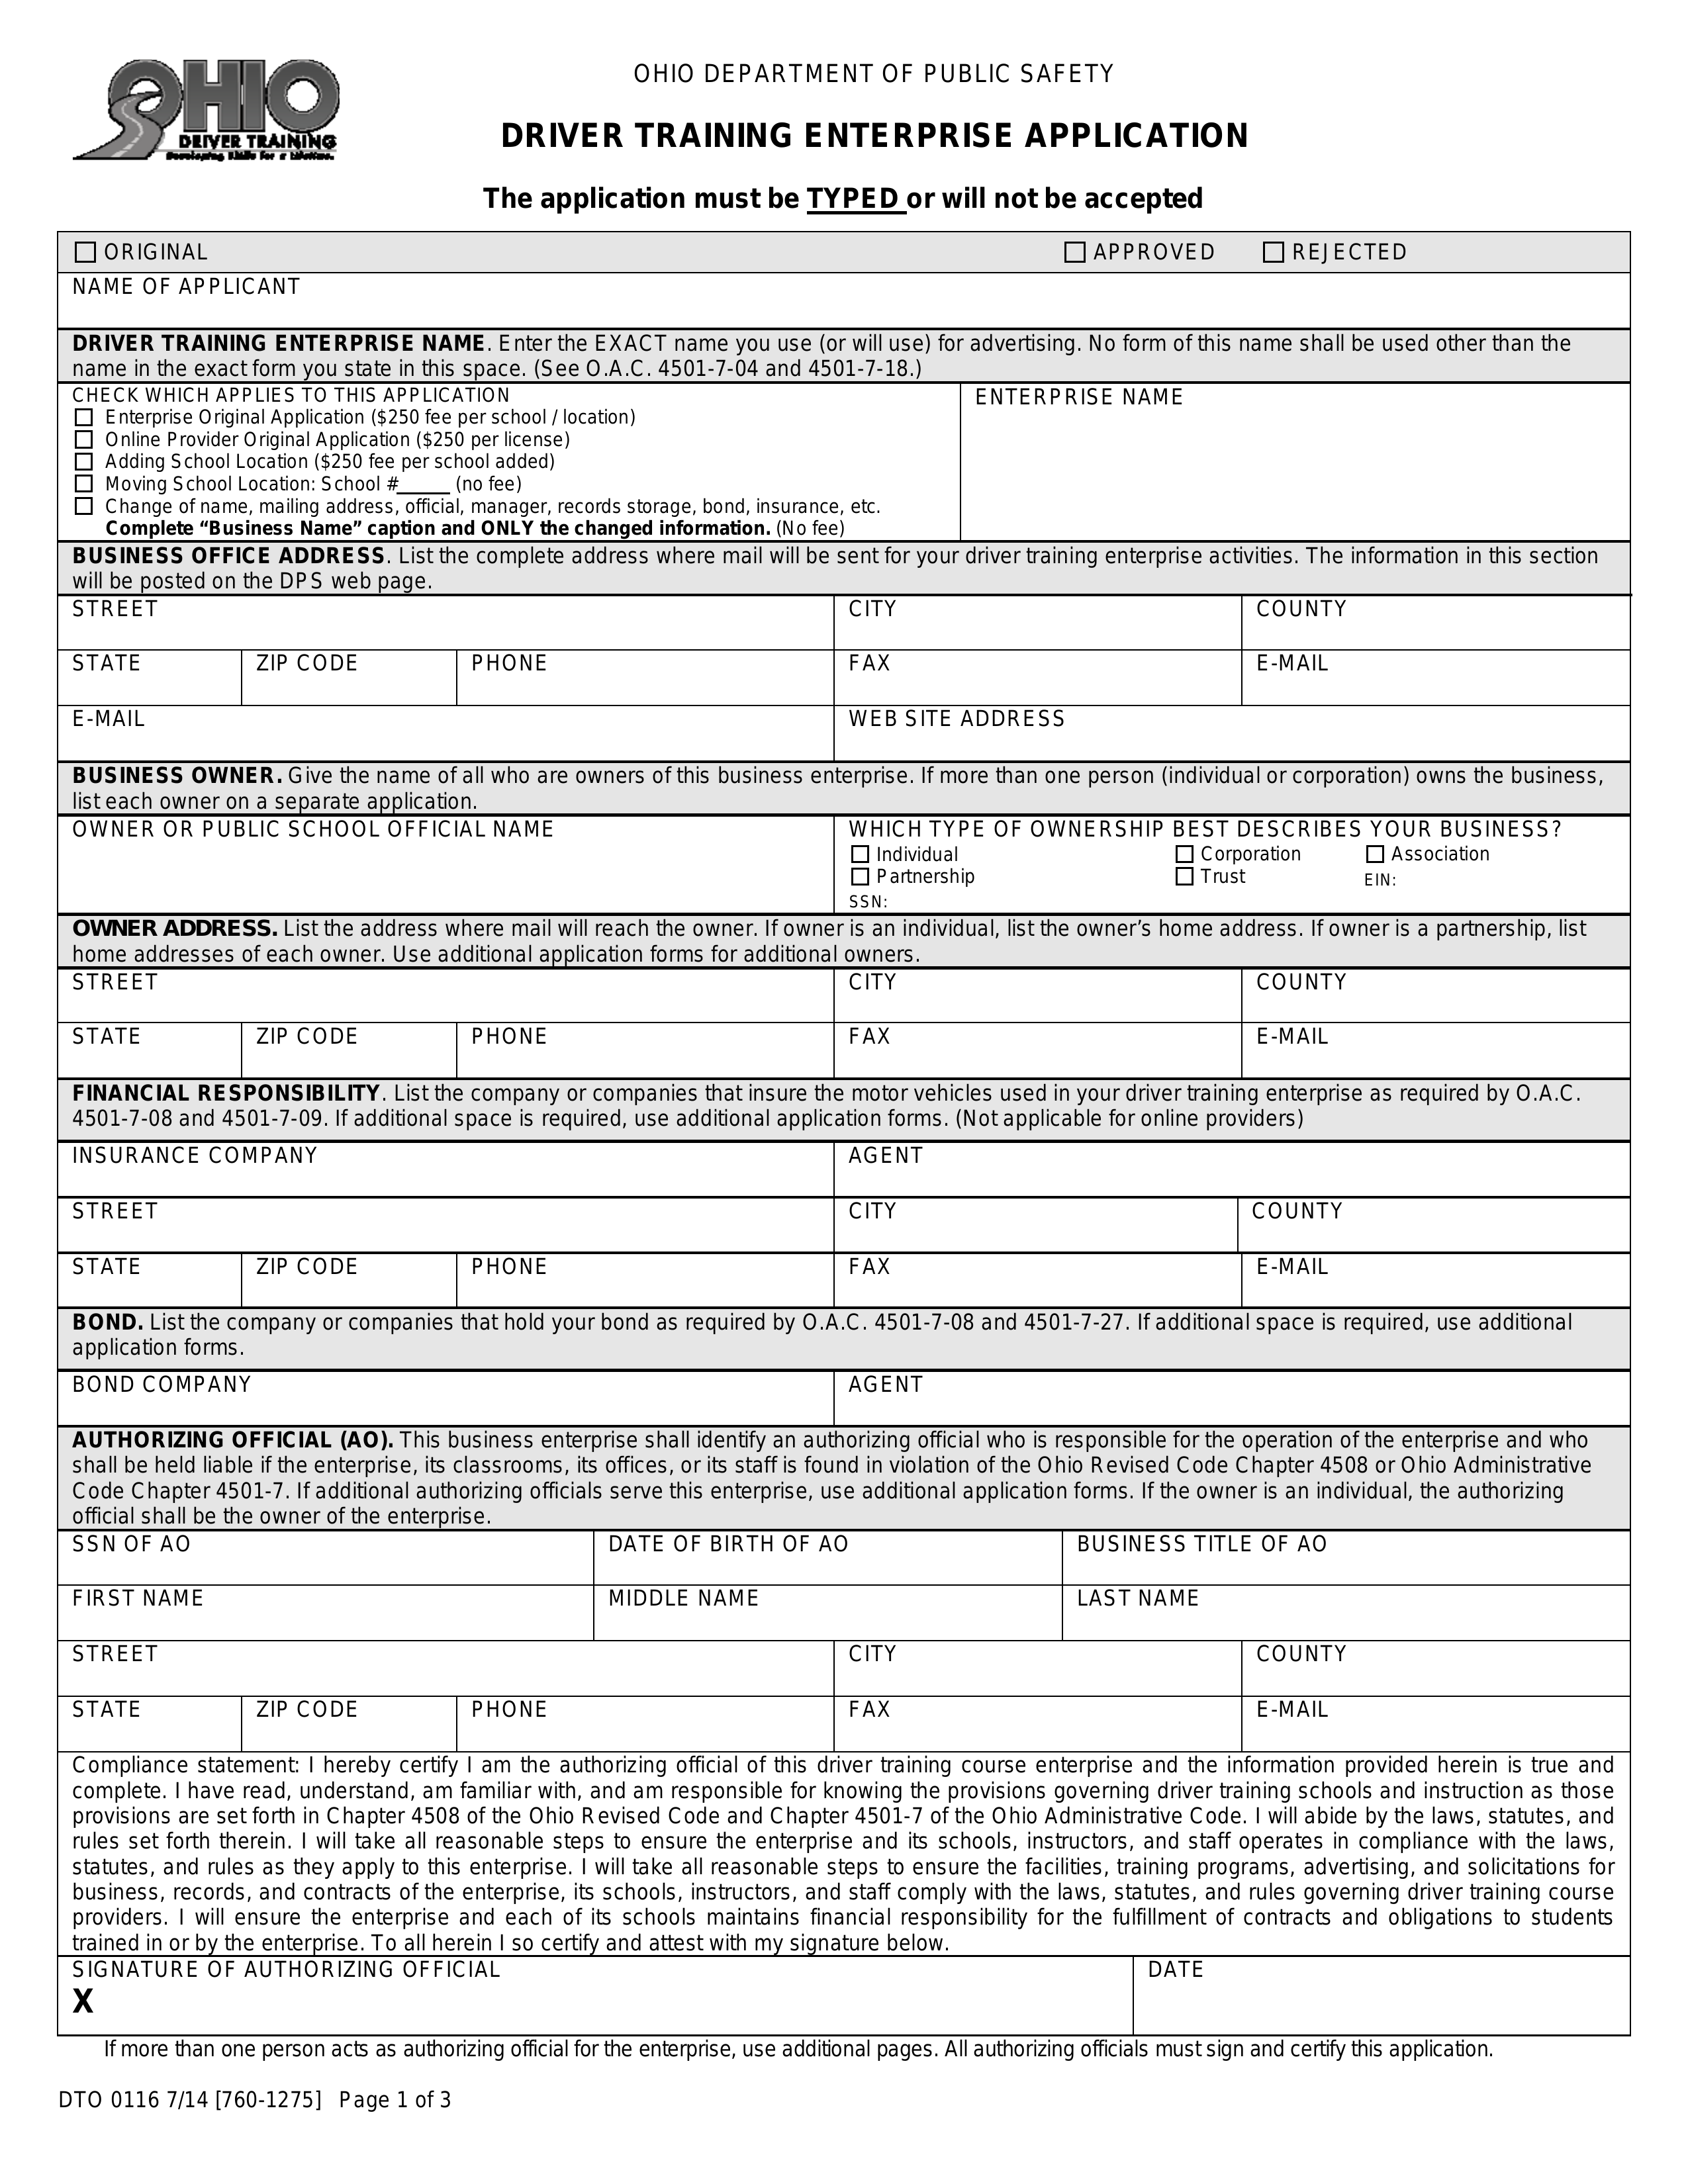 OHIO
DRIVER TRAINING
Developing Skills for a Lifetime.
OHIO DEPARTMENT OF PUBLIC SAFETY
DRIVER TRAINING ENTERPRISE APPLICATION
The application must be TYPED or will not be accepted
☐ ORIGINAL ☐ APPROVED ☐ REJECTED
NAME OF APPLICANT
DRIVER TRAINING ENTERPRISE NAME. Enter the EXACT name you use (or will use) for advertising. No form of this name shall be used other than the
name in the exact form you state in this space. (See O.A.C. 4501-7-04 and 4501-7-18.)
CHECK WHICH APPLIES TO THIS APPLICATION
☐ Enterprise Original Application ($250 fee per school / location)
☐ Online Provider Original Application ($250 per license)
☐ Adding School Location ($250 fee per school added)
☐ Moving School Location: School #_____ (no fee)
☐ Change of name, mailing address, official, manager, records storage, bond, insurance, etc.
Complete “Business Name” caption and ONLY the changed information. (No fee)
ENTERPRISE NAME
BUSINESS OFFICE ADDRESS. List the complete address where mail will be sent for your driver training enterprise activities. The information in this section
will be posted on the DPS web page.
STREET CITY COUNTY
STATE ZIP CODE PHONE FAX E-MAIL
E-MAIL WEB SITE ADDRESS
BUSINESS OWNER. Give the name of all who are owners of this business enterprise. If more than one person (individual or corporation) owns the business,
list each owner on a separate application.
OWNER OR PUBLIC SCHOOL OFFICIAL NAME
WHICH TYPE OF OWNERSHIP BEST DESCRIBES YOUR BUSINESS?
☐ Individual ☐ Corporation ☐ Association
☐ Partnership ☐ Trust EIN:
SSN:
OWNER ADDRESS. List the address where mail will reach the owner. If owner is an individual, list the owner’s home address. If owner is a partnership, list
home addresses of each owner. Use additional application forms for additional owners.
STREET CITY COUNTY
STATE ZIP CODE PHONE FAX E-MAIL
FINANCIAL RESPONSIBILITY. List the company or companies that insure the motor vehicles used in your driver training enterprise as required by O.A.C.
4501-7-08 and 4501-7-09. If additional space is required, use additional application forms. (Not applicable for online providers)
INSURANCE COMPANY AGENT
STREET CITY COUNTY
STATE ZIP CODE PHONE FAX E-MAIL
BOND. List the company or companies that hold your bond as required by O.A.C. 4501-7-08 and 4501-7-27. If additional space is required, use additional
application forms.
BOND COMPANY AGENT
AUTHORIZING OFFICIAL (AO). This business enterprise shall identify an authorizing official who is responsible for the operation of the enterprise and who
shall be held liable if the enterprise, its classrooms, its offices, or its staff is found in violation of the Ohio Revised Code Chapter 4508 or Ohio Administrative
Code Chapter 4501-7. If additional authorizing officials serve this enterprise, use additional application forms. If the owner is an individual, the authorizing
official shall be the owner of the enterprise.
SSN OF AO DATE OF BIRTH OF AO BUSINESS TITLE OF AO
FIRST NAME MIDDLE NAME LAST NAME
STREET CITY COUNTY
STATE ZIP CODE PHONE FAX E-MAIL
Compliance statement: I hereby certify I am the authorizing official of this driver training course enterprise and the information provided herein is true and
complete. I have read, understand, am familiar with, and am responsible for knowing the provisions governing driver training schools and instruction as those
provisions are set forth in Chapter 4508 of the Ohio Revised Code and Chapter 4501-7 of the Ohio Administrative Code. I will abide by the laws, statutes, and
rules set forth therein. I will take all reasonable steps to ensure the enterprise and its schools, instructors, and staff operates in compliance with the laws,
statutes, and rules as they apply to this enterprise. I will take all reasonable steps to ensure the facilities, training programs, advertising, and solicitations for
business, records, and contracts of the enterprise, its schools, instructors, and staff comply with the laws, statutes, and rules governing driver training course
providers. I will ensure the enterprise and each of its schools maintains financial responsibility for the fulfillment of contracts and obligations to students
trained in or by the enterprise. To all herein I so certify and attest with my signature below.
SIGNATURE OF AUTHORIZING OFFICIAL DATE
X
If more than one person acts as authorizing official for the enterprise, use additional pages. All authorizing officials must sign and certify this application.
DTO 0116 7/14 [760-1275] Page 1 of 3